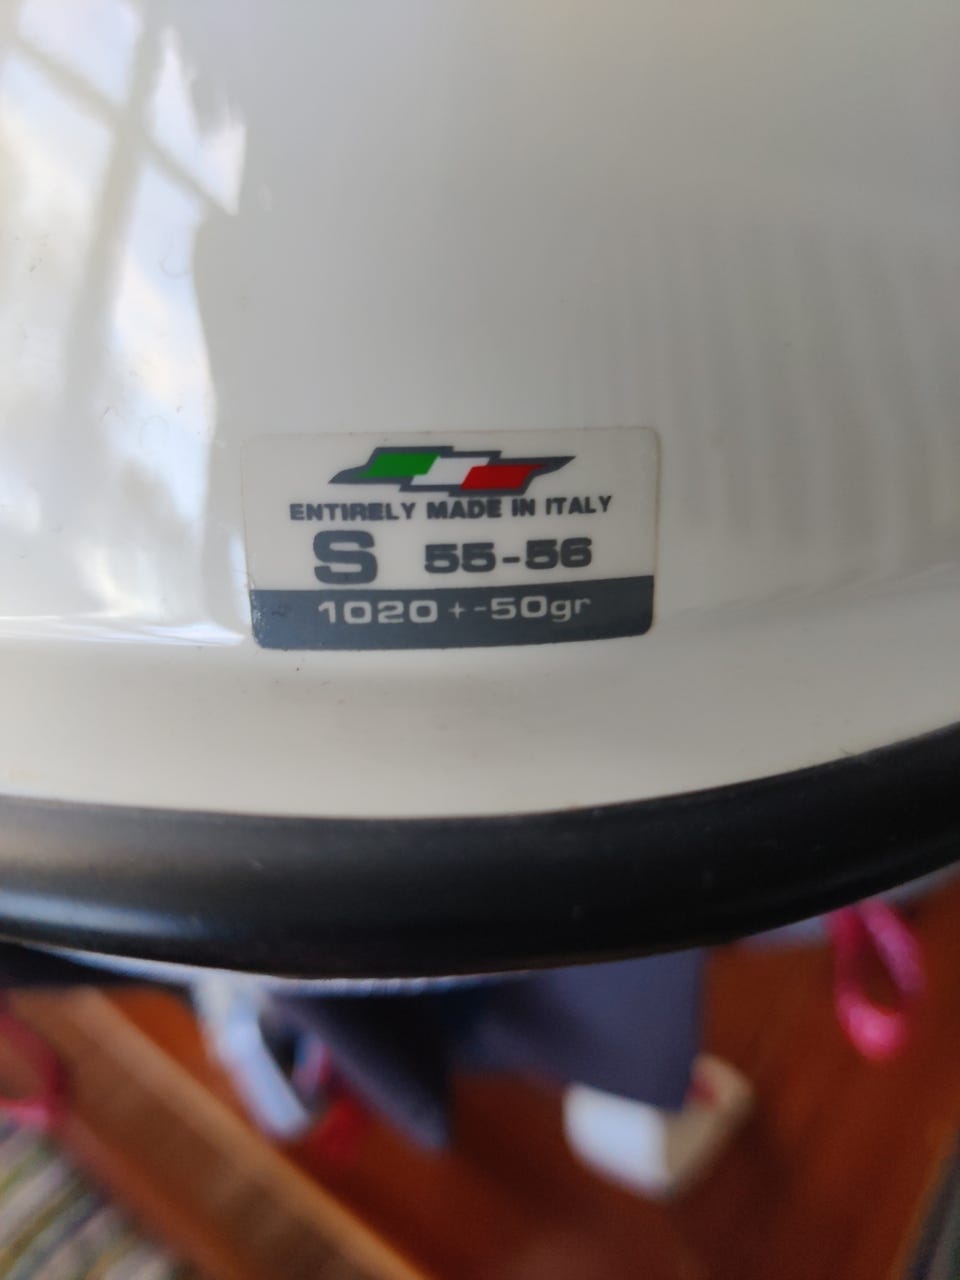 ENTIRELY MADE IN ITALY
S 55-56
1020 +-50gr